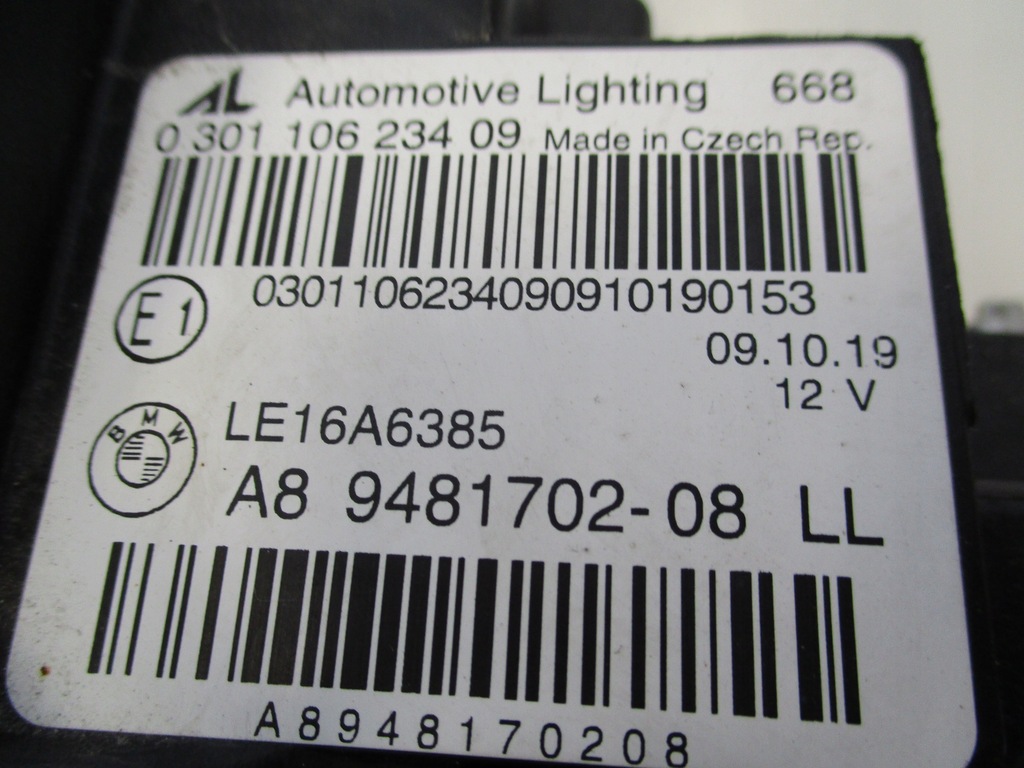 AL Automotive Lighting 668
0 301 106 234 09 Made in Czech Rep.
0301106234090910190153
E1
09.10.19
12 V
BMW
LE16A6385
A8 9481702-08 LL
A8948170208